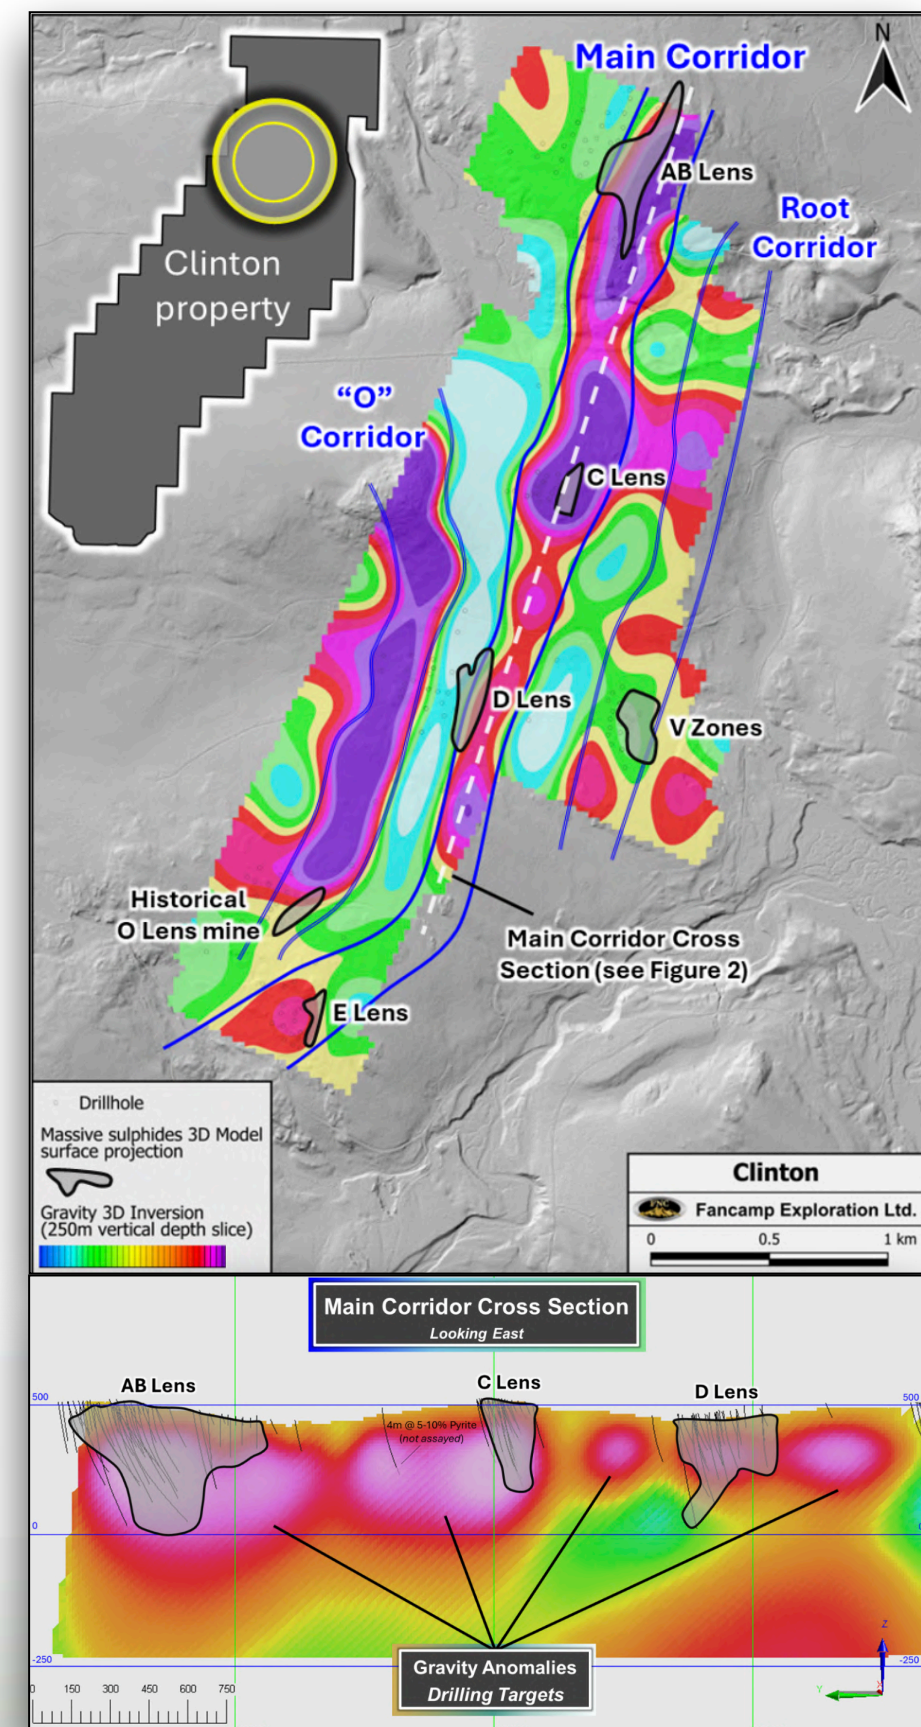 Main Corridor
N
AB Lens
Root
Corridor
Clinton
property
“O”
Corridor
C Lens
D Lens
V Zones
Historical
O Lens mine
Main Corridor Cross
Section (see Figure 2)
E Lens
Drillhole
Massive sulphides 3D Model
surface projection
Gravity 3D Inversion
(250m vertical depth slice)
Clinton
FNC
Fancamp Exploration Ltd.
0 0.5 1 km
Main Corridor Cross Section
Looking East
AB Lens
C Lens
D Lens
500
500
4m @ 5-10% Pyrite
(not assayed)
0
0
Gravity Anomalies
Drilling Targets
-250
-250
Z
Y
X
0 150 300 450 600 750